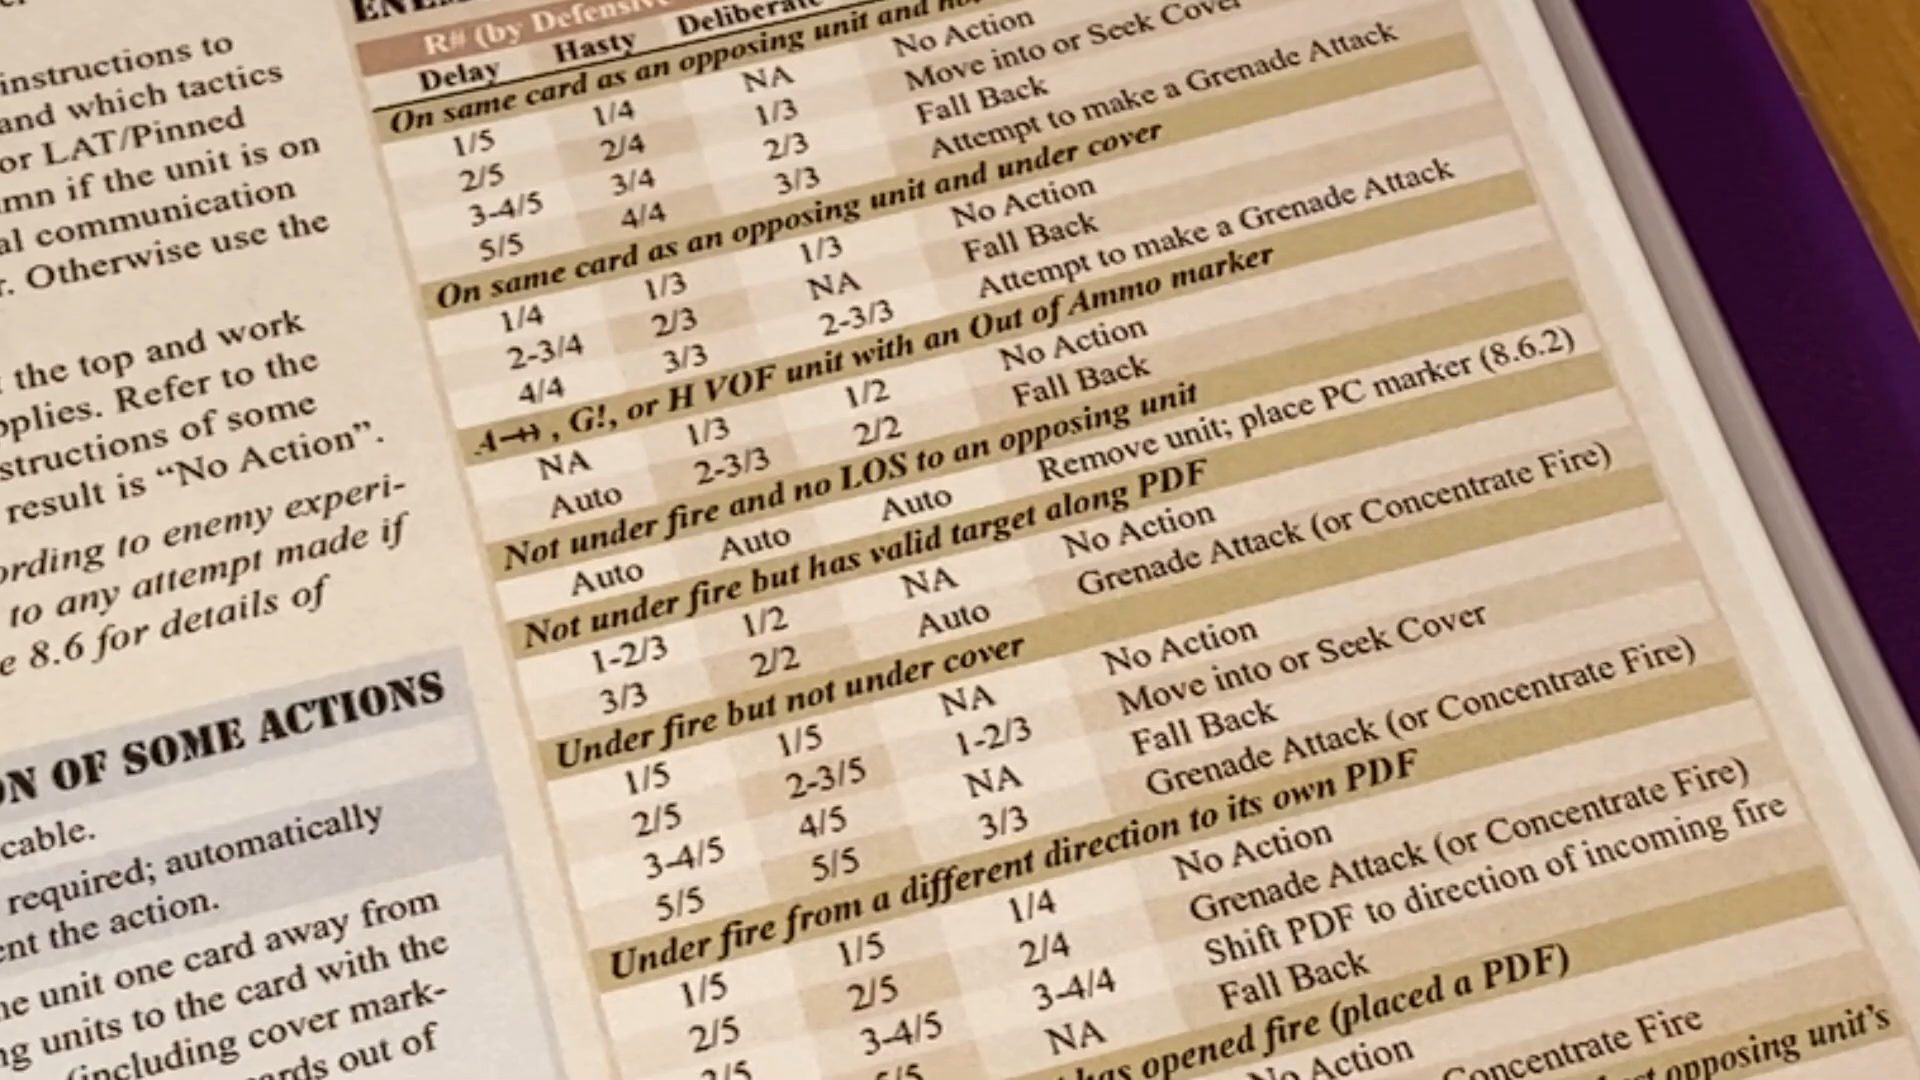 instructions to
and which tactics
or LAT/Pinned
if the unit is on
communication
Otherwise use the
the top and work
Refer to the
of some
result is “No Action”.
to enemy experi-
to any attempt made if
8.6 for details of
OF SOME ACTIONS
required; automatically
the action.
unit one card away from
units to the card with the
(including cover mark-
out of
R# (by Defensive
Delay Hasty Deliberate
On same card as an opposing unit and
1/5 1/4 NA No Action
2/5 2/4 1/3 Move into or Seek Cover
3-4/5 3/4 2/3 Fall Back
5/5 4/4 3/3 Attempt to make a Grenade Attack
On same card as an opposing unit and under cover
1/4 1/3 1/3 No Action
2-3/4 2/3 NA Fall Back
4/4 3/3 2-3/3 Attempt to make a Grenade Attack
A, G!, or H VOF unit with an Out of Ammo marker
NA 1/3 1/2 No Action
Auto 2-3/3 2/2 Fall Back
Not under fire and no LOS to an opposing unit
Auto Auto Auto Remove unit; place PC marker (8.6.2)
Not under fire but has valid target along PDF
1-2/3 1/2 NA No Action
3/3 2/2 Auto Grenade Attack (or Concentrate Fire)
Under fire but not under cover
1/5 1/5 NA No Action
2/5 2-3/5 1-2/3 Move into or Seek Cover
3-4/5 4/5 NA Fall Back
5/5 5/5 3/3 Grenade Attack (or Concentrate Fire)
Under fire from a different direction to its own PDF
1/5 1/5 1/4 No Action
2/5 2/5 2/4 Grenade Attack (or Concentrate Fire)
3-4/5 3-4/4 Shift PDF to direction of incoming fire
NA Fall Back
has opened fire (placed a PDF)
No Action
Concentrate Fire
opposing unit's